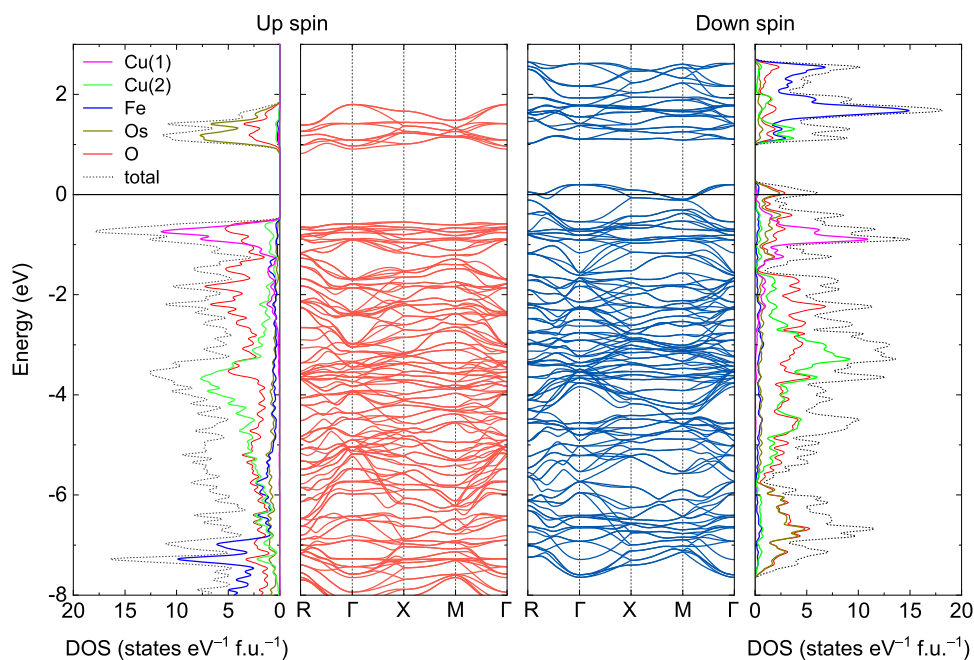 Up spin
Down spin
Cu(1)
Cu(2)
Fe
Os
O
total
Energy (eV)
2
0
-2
-4
-6
-8
20 15 10 5 0
R Γ X M Γ
R Γ X M Γ
0 5 10 15 20
DOS (states eV⁻¹ f.u.⁻¹)
DOS (states eV⁻¹ f.u.⁻¹)